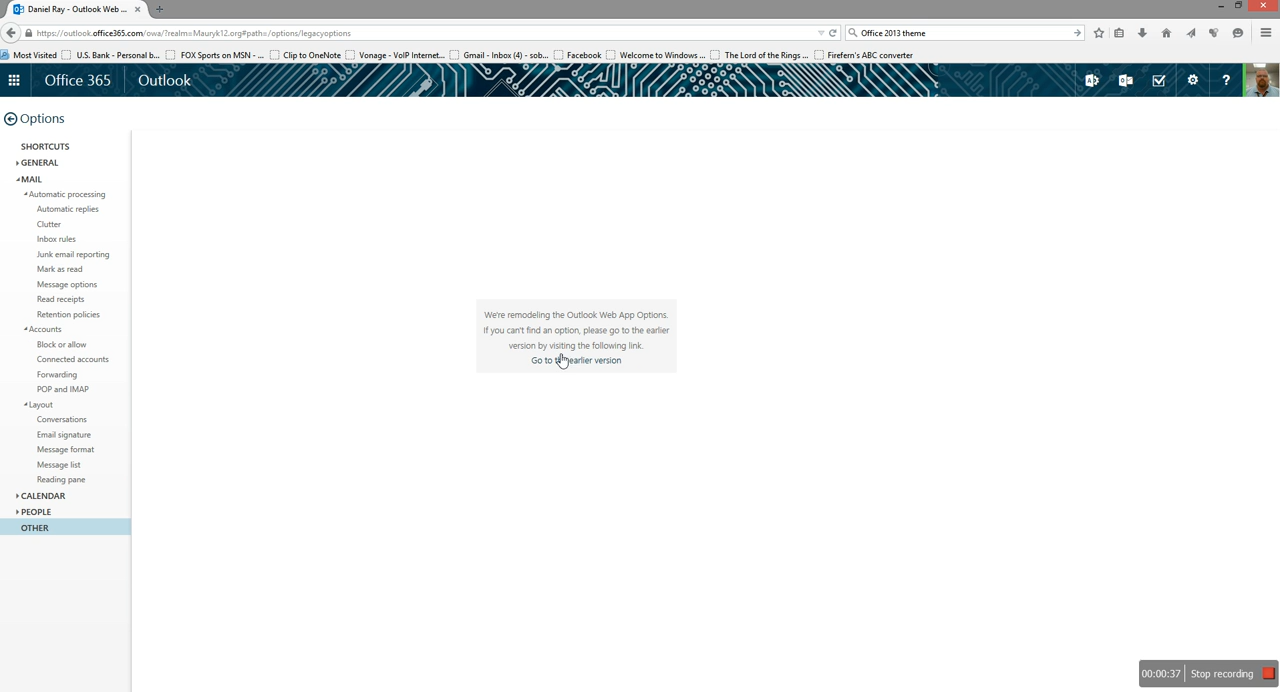 Daniel Ray - Outlook Web ...
https://outlook.office365.com/owa/?realm=Mauryk12.org#path=/options/legacyoptions
Office 2013 theme
Most Visited U.S. Bank - Personal b... FOX Sports on MSN - ... Clip to OneNote Vonage - VoIP Internet... Gmail - Inbox (4) - sob... Facebook Welcome to Windows ... The Lord of the Rings ... Firefern's ABC converter
Office 365 Outlook ?
Options
SHORTCUTS
GENERAL
MAIL
Automatic processing
Automatic replies
Clutter
Inbox rules
Junk email reporting
Mark as read
Message options
Read receipts
Retention policies
Accounts
Block or allow
Connected accounts
Forwarding
POP and IMAP
Layout
Conversations
Email signature
Message format
Message list
Reading pane
CALENDAR
PEOPLE
OTHER
We're remodeling the Outlook Web App Options.
If you can't find an option, please go to the earlier
version by visiting the following link.
Go to the earlier version
00:00:37 Stop recording